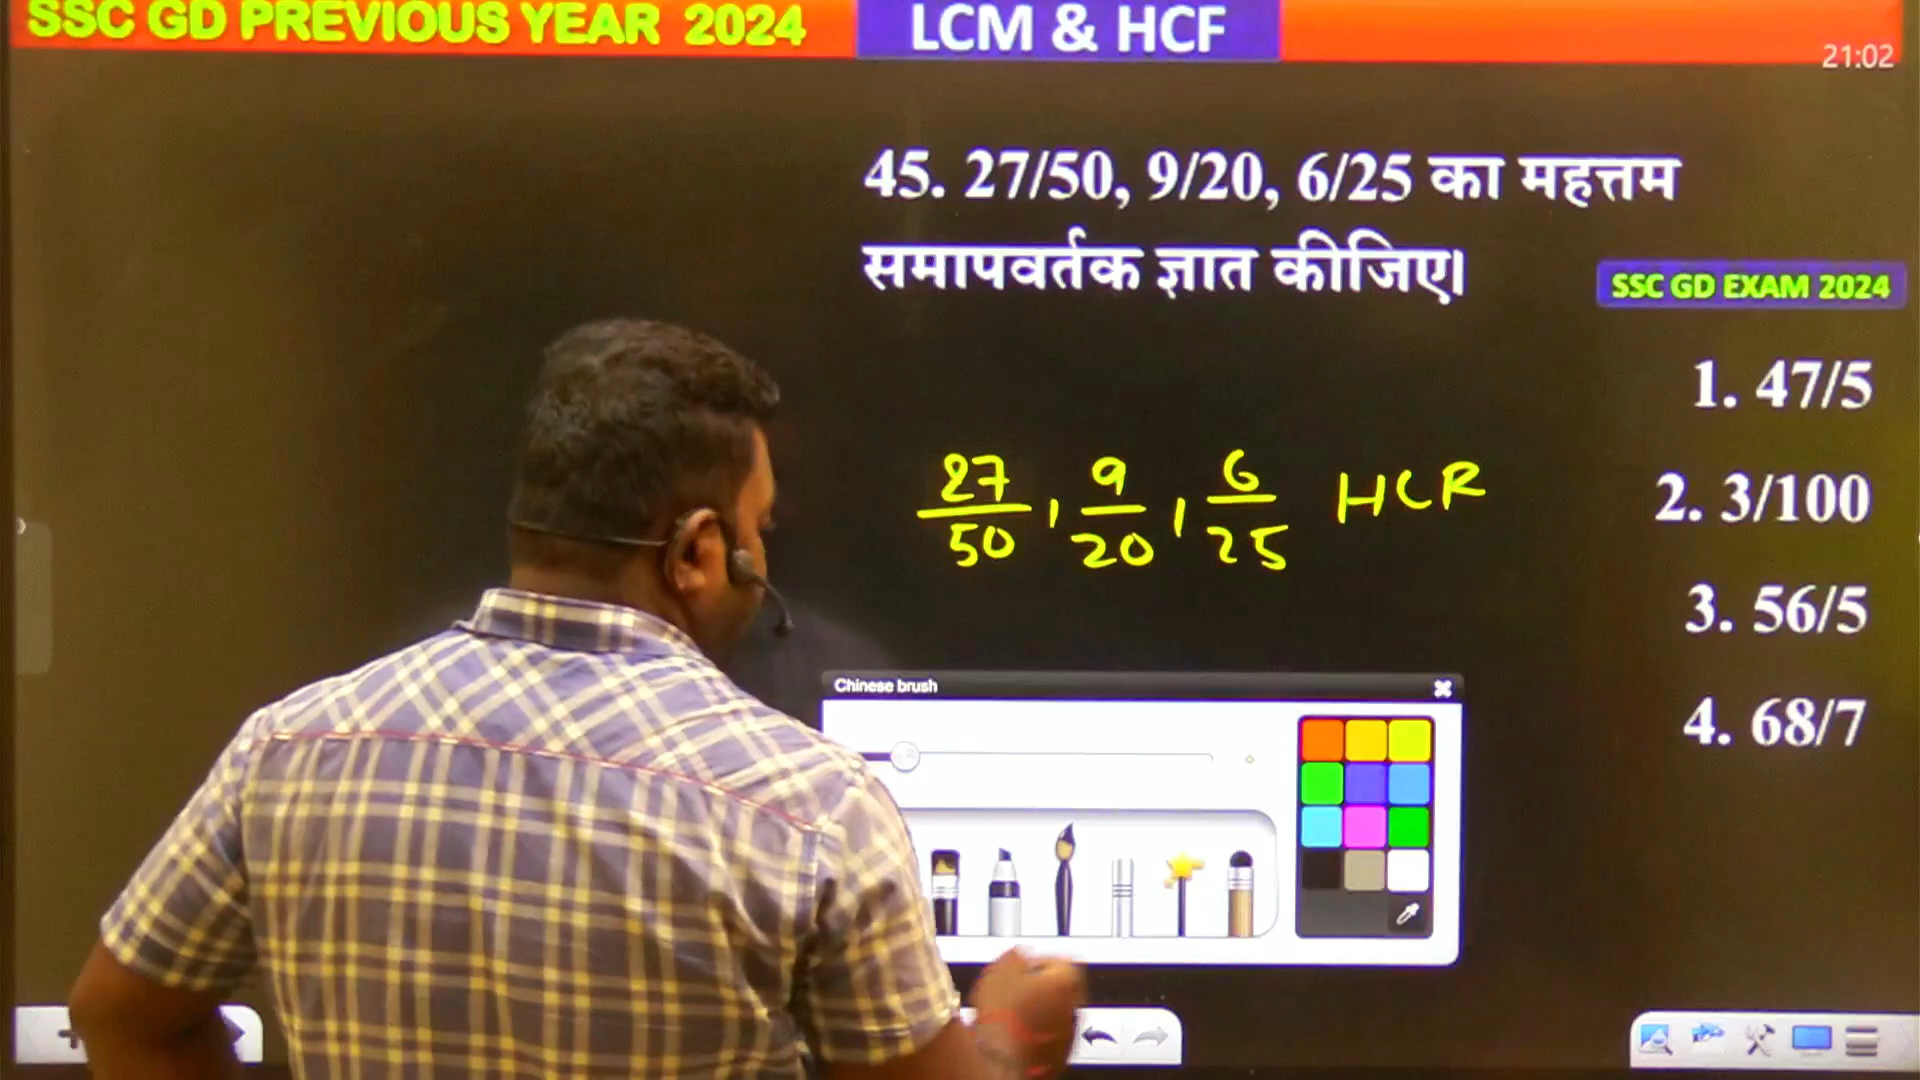 SSC GD PREVIOUS YEAR 2024
LCM & HCF
21:02
45. 27/50, 9/20, 6/25 का महत्तम
समापवर्तक ज्ञात कीजिए।
SSC GD EXAM 2024
1. 47/5
2. 3/100
3. 56/5
4. 68/7
27/50, 9/20, 6/25 HCR
Chinese brush